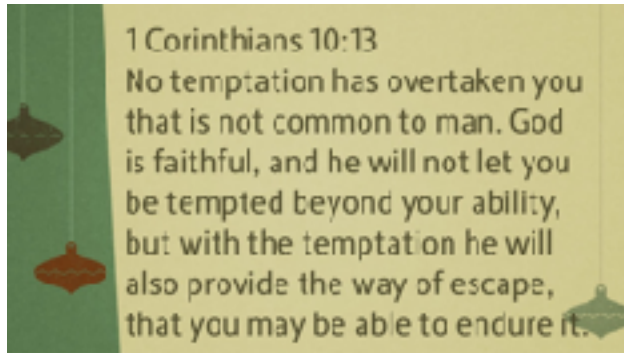 1 Corinthians 10:13
No temptation has overtaken you
that is not common to man. God
is faithful, and he will not let you
be tempted beyond your ability,
but with the temptation he will
also provide the way of escape,
that you may be able to endure it.